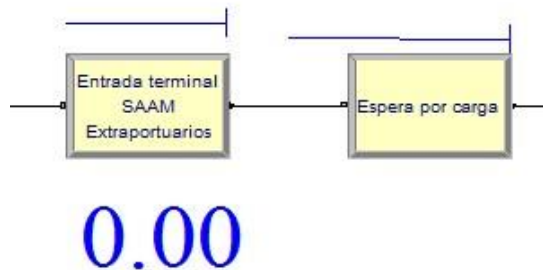 Entrada terminal
SAAM
Extraportuarios
Espera por carga
0.00